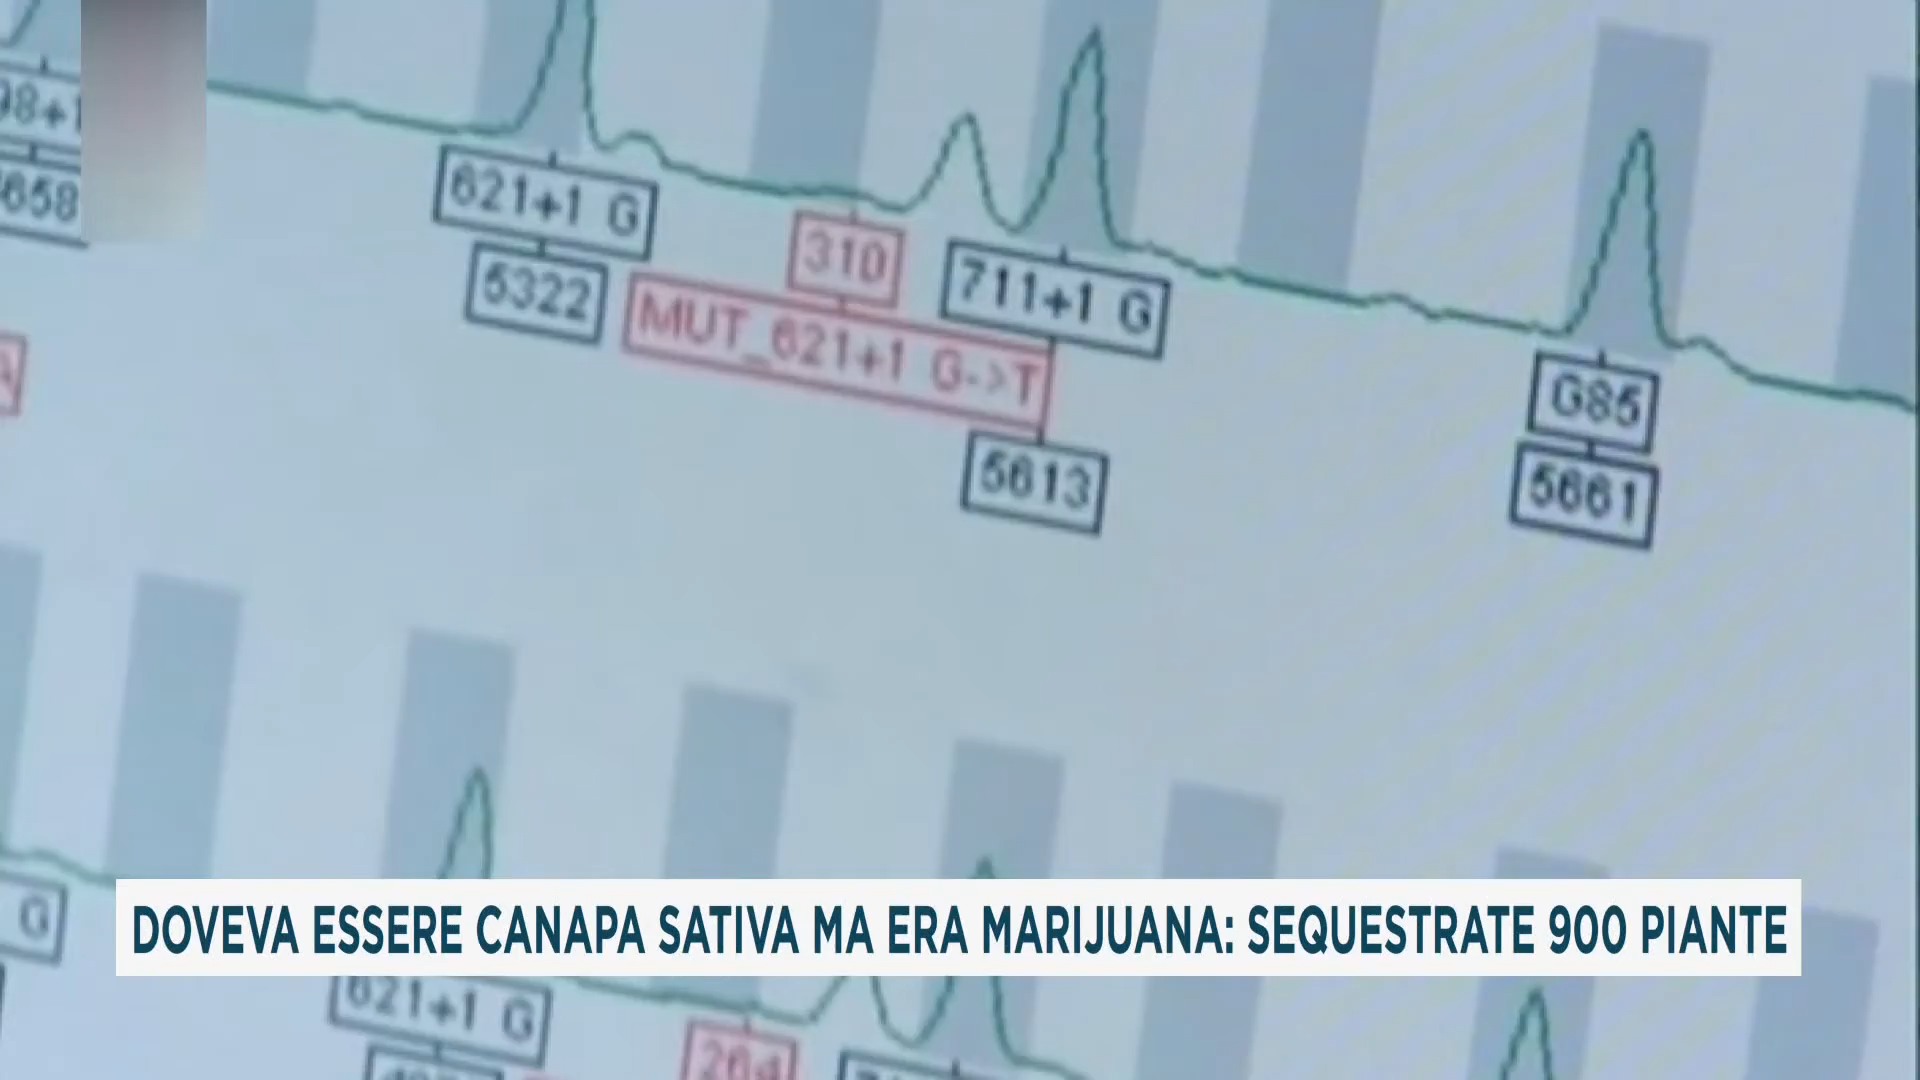 621+1 G
5322
310
MUT_621+1 G->T
711+1 G
5613
G85
5661
G
621+1 G
264
DOVEVA ESSERE CANAPA SATIVA MA ERA MARIJUANA: SEQUESTRATE 900 PIANTE